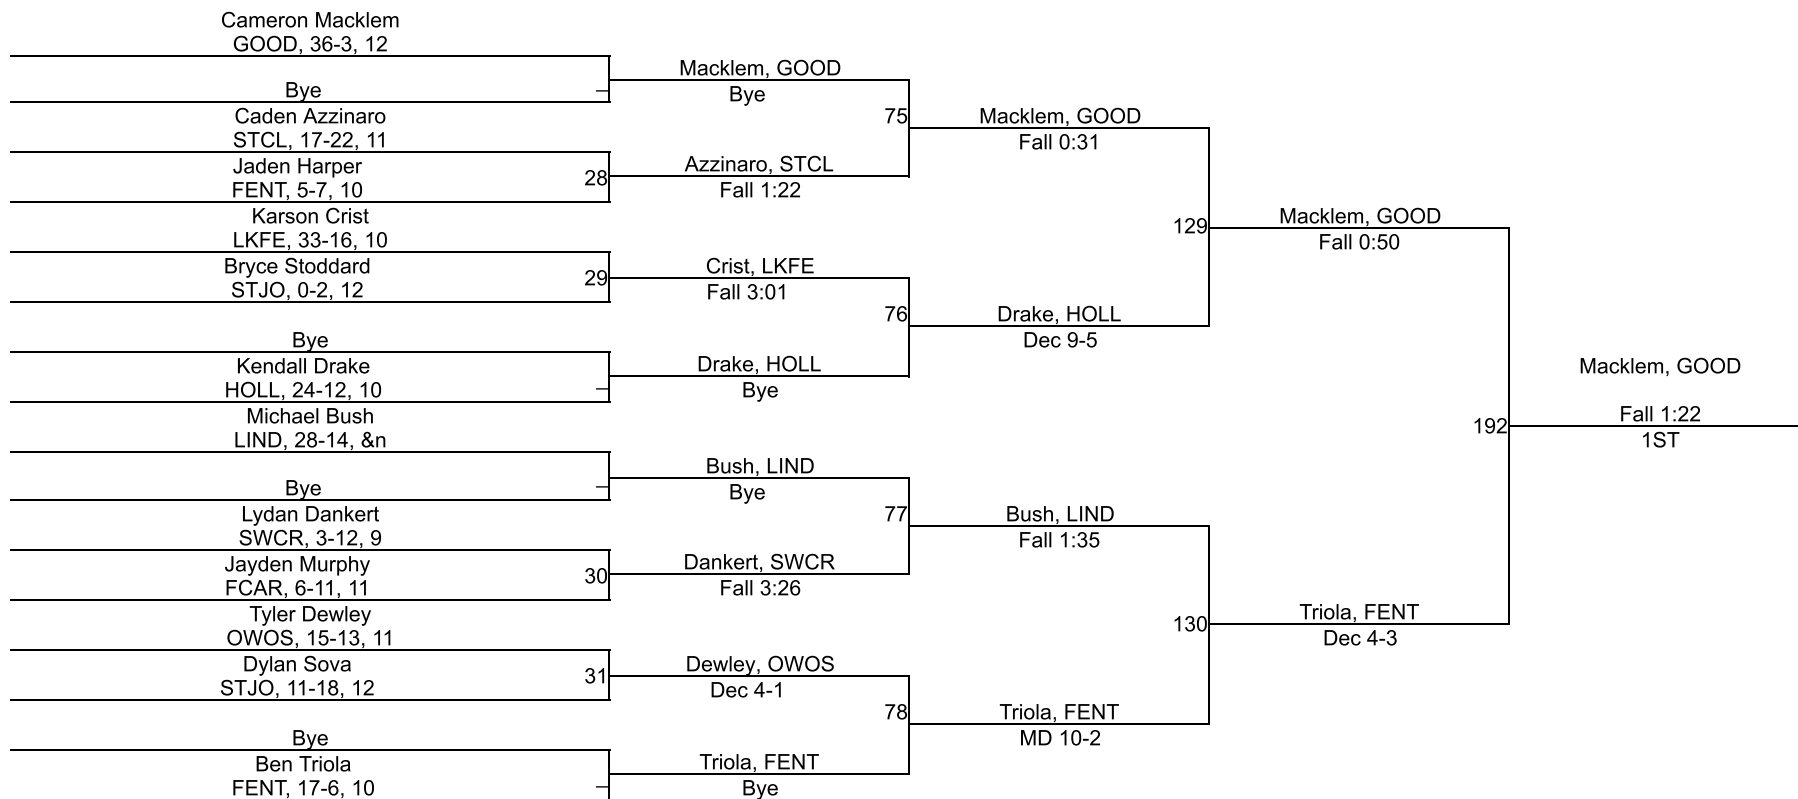 Cameron Macklem
GOOD, 36-3, 12
Bye
Caden Azzinaro
STCL, 17-22, 11
Jaden Harper
FENT, 5-7, 10
28
Karson Crist
LKFE, 33-16, 10
Bryce Stoddard
STJO, 0-2, 12
29
Bye
Kendall Drake
HOLL, 24-12, 10
Michael Bush
LIND, 28-14, &n
Bye
Lydan Dankert
SWCR, 3-12, 9
Jayden Murphy
FCAR, 6-11, 11
30
Tyler Dewley
OWOS, 15-13, 11
Dylan Sova
STJO, 11-18, 12
31
Bye
Ben Triola
FENT, 17-6, 10
Macklem, GOOD
Bye
75
Azzinaro, STCL
Fall 1:22
Crist, LKFE
Fall 3:01
76
Drake, HOLL
Bye
Bush, LIND
Bye
77
Dankert, SWCR
Fall 3:26
Dewley, OWOS
Dec 4-1
78
Triola, FENT
Bye
Macklem, GOOD
Fall 0:31
129
Drake, HOLL
Dec 9-5
Bush, LIND
Fall 1:35
130
Triola, FENT
MD 10-2
Macklem, GOOD
Fall 0:50
192
Triola, FENT
Dec 4-3
Macklem, GOOD
Fall 1:22
1ST